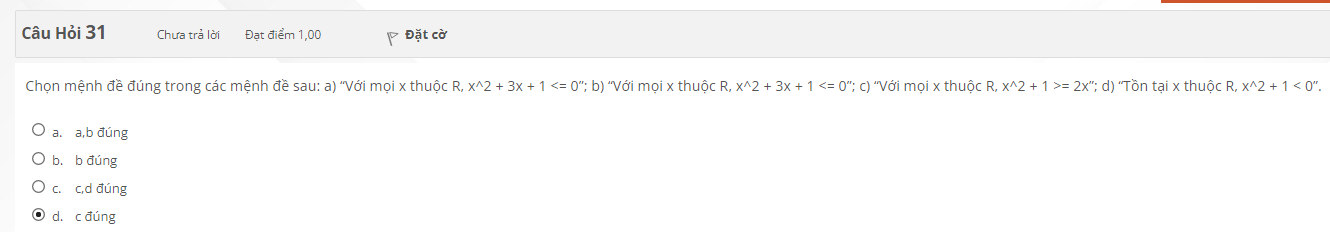 Câu Hỏi 31 Chưa trả lời Đạt điểm 1,00 Đặt cờ
Chọn mệnh đề đúng trong các mệnh đề sau: a) “Với mọi x thuộc R, x^2 + 3x + 1 <= 0”; b) “Với mọi x thuộc R, x^2 + 3x + 1 <= 0”; c) “Với mọi x thuộc R, x^2 + 1 >= 2x”; d) “Tồn tại x thuộc R, x^2 + 1 < 0”.
a. a,b đúng
b. b đúng
c. c,d đúng
d. c đúng